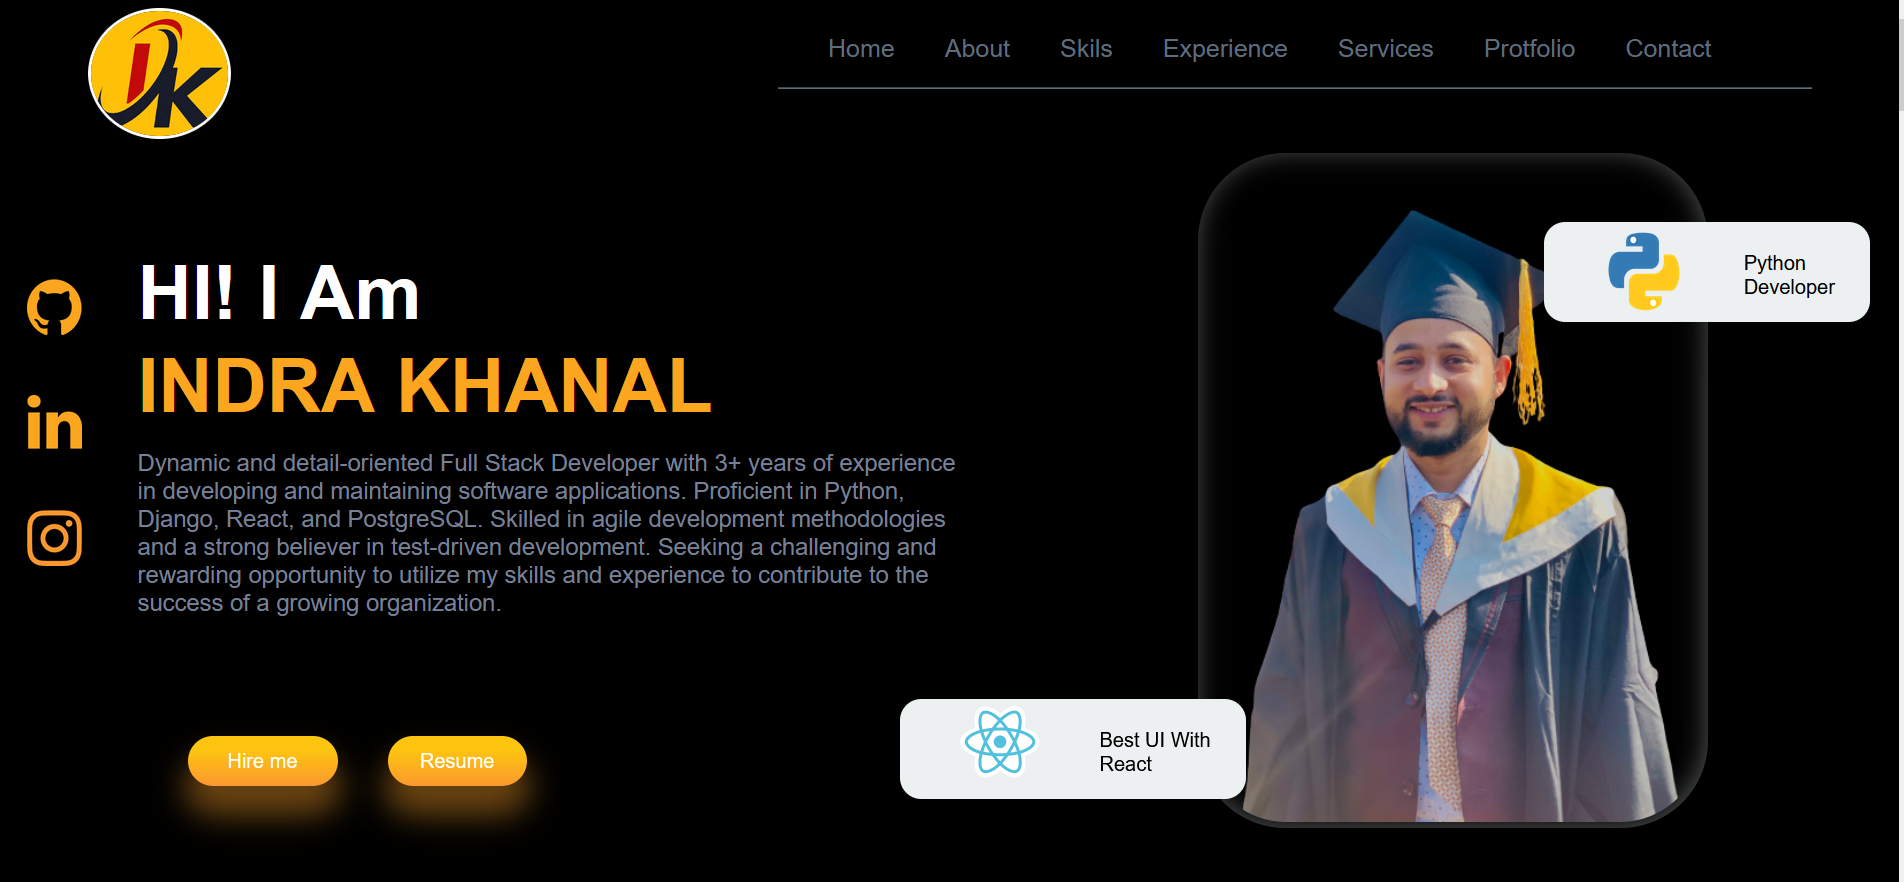 IK
Home About Skils Experience Services Protfolio Contact
HI! I Am
INDRA KHANAL
Dynamic and detail-oriented Full Stack Developer with 3+ years of experience
in developing and maintaining software applications. Proficient in Python,
Django, React, and PostgreSQL. Skilled in agile development methodologies
and a strong believer in test-driven development. Seeking a challenging and
rewarding opportunity to utilize my skills and experience to contribute to the
success of a growing organization.
Hire me
Resume
Python
Developer
Best UI With
React
in